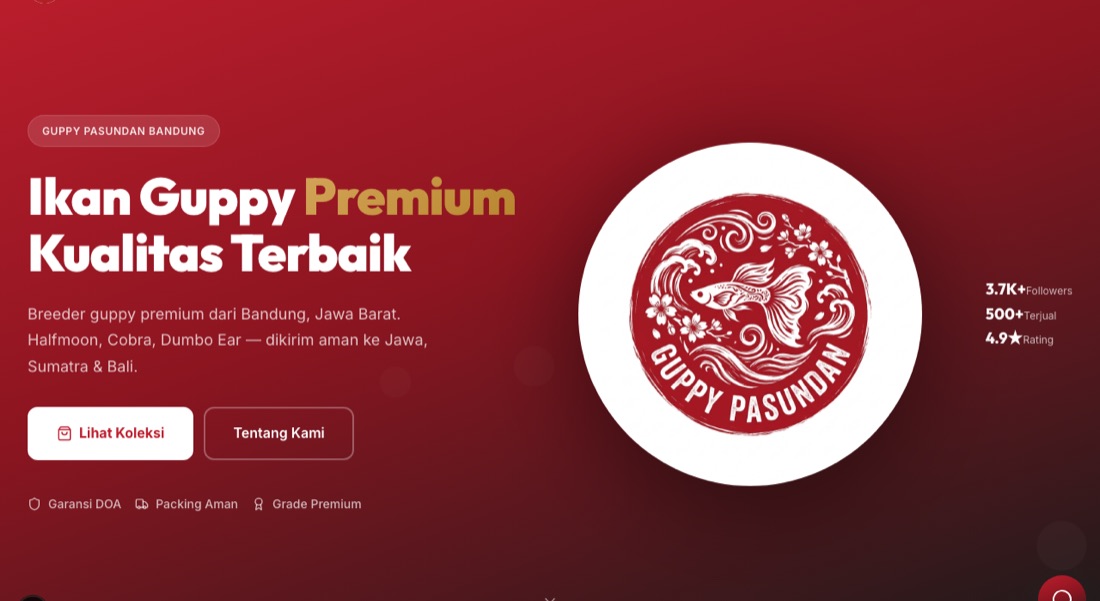 GUPPY PASUNDAN BANDUNG
Ikan Guppy Premium
Kualitas Terbaik
Breeder guppy premium dari Bandung, Jawa Barat.
Halfmoon, Cobra, Dumbo Ear — dikirim aman ke Jawa,
Sumatra & Bali.
Lihat Koleksi
Tentang Kami
Garansi DOA
Packing Aman
Grade Premium
GUPPY PASUNDAN
3.7K+Followers
500+Terjual
4.9★Rating